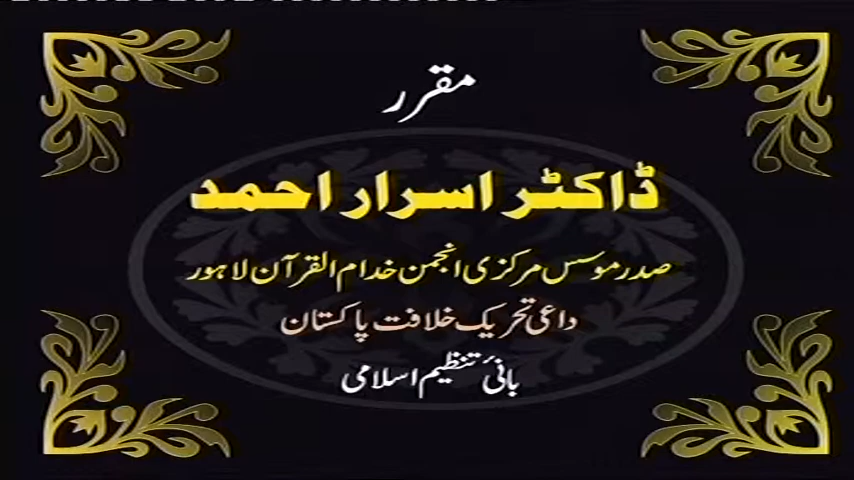 مقرر
ڈاکٹر اسرار احمد
صدر موسس مرکزی انجمن خدام القرآن لاہور
داعی تحریک خلافت پاکستان
بانیٔ تنظیم اسلامی